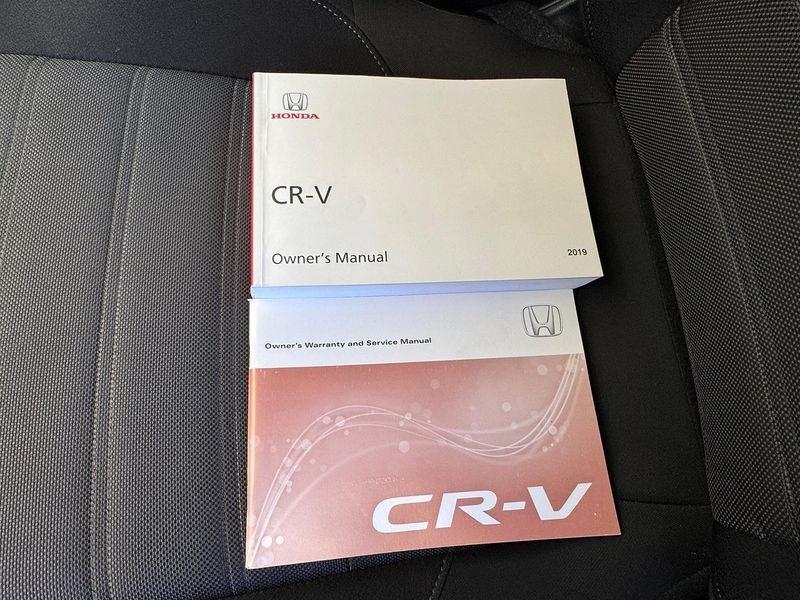 HONDA
CR-V
Owner's Manual
2019
Owner's Warranty and Service Manual
CR-V